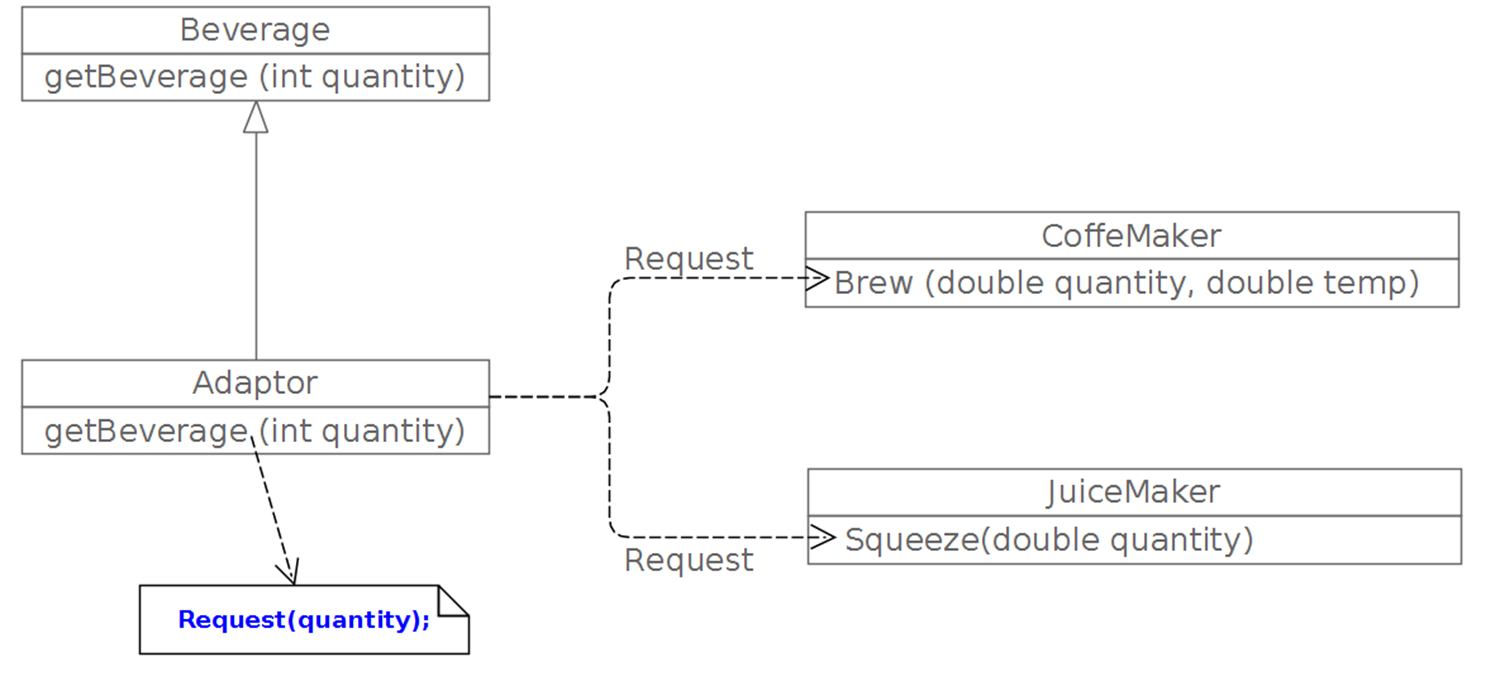 Beverage
getBeverage (int quantity)
Request
CoffeMaker
Brew (double quantity, double temp)
Adaptor
getBeverage (int quantity)
JuiceMaker
Squeeze(double quantity)
Request
Request(quantity);